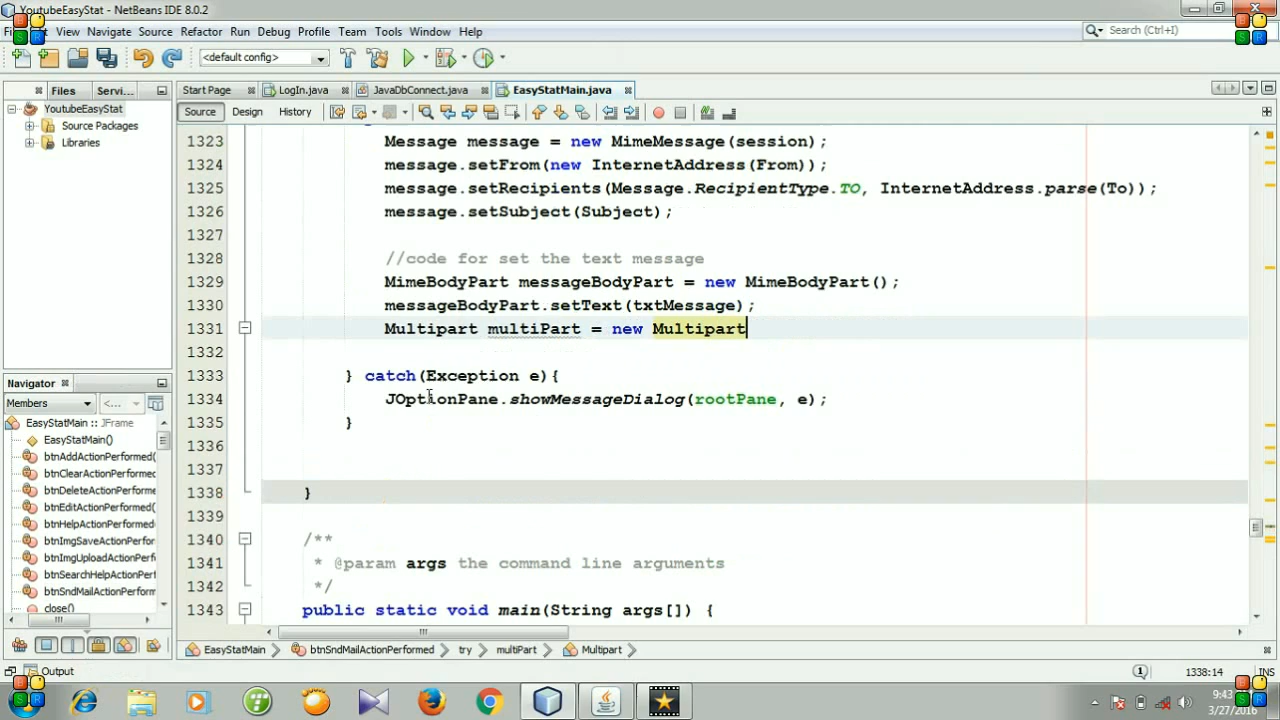 YoutubeEasyStat - NetBeans IDE 8.0.2
View Navigate Source Refactor Run Debug Profile Team Tools Window Help
Search (Ctrl+I)
<default config>
Files Servi...
Start Page LogIn.java JavaDbConnect.java EasyStatMain.java
YoutubeEasyStat
Source Packages
Libraries
Source Design History
1323 Message message = new MimeMessage(session);
1324 message.setFrom(new InternetAddress(From));
1325 message.setRecipients(Message.RecipientType.TO, InternetAddress.parse(To));
1326 message.setSubject(Subject);
1327
1328 //code for set the text message
1329 MimeBodyPart messageBodyPart = new MimeBodyPart();
1330 messageBodyPart.setText(txtMessage);
1331 Multipart multiPart = new Multipart
1332
1333 } catch(Exception e){
1334 JOptionPane.showMessageDialog(rootPane, e);
1335 }
1336
1337
1338 }
1339
1340 /**
1341 * @param args the command line arguments
1342 */
1343 public static void main(String args[]) {
Navigator
Members <...
EasyStatMain :: JFrame
EasyStatMain()
btnAddActionPerformed(
btnClearActionPerformed
btnDeleteActionPerforme
btnEditActionPerformed(
btnHelpActionPerformed
btnImgSaveActionPerfor
btnImgUploadActionPerf
btnSearchHelpActionPerf
btnSndMailActionPerform
close()
EasyStatMain btnSndMailActionPerformed try multiPart Multipart
Output
1 1338:14 INS
9:43
3/27/2016